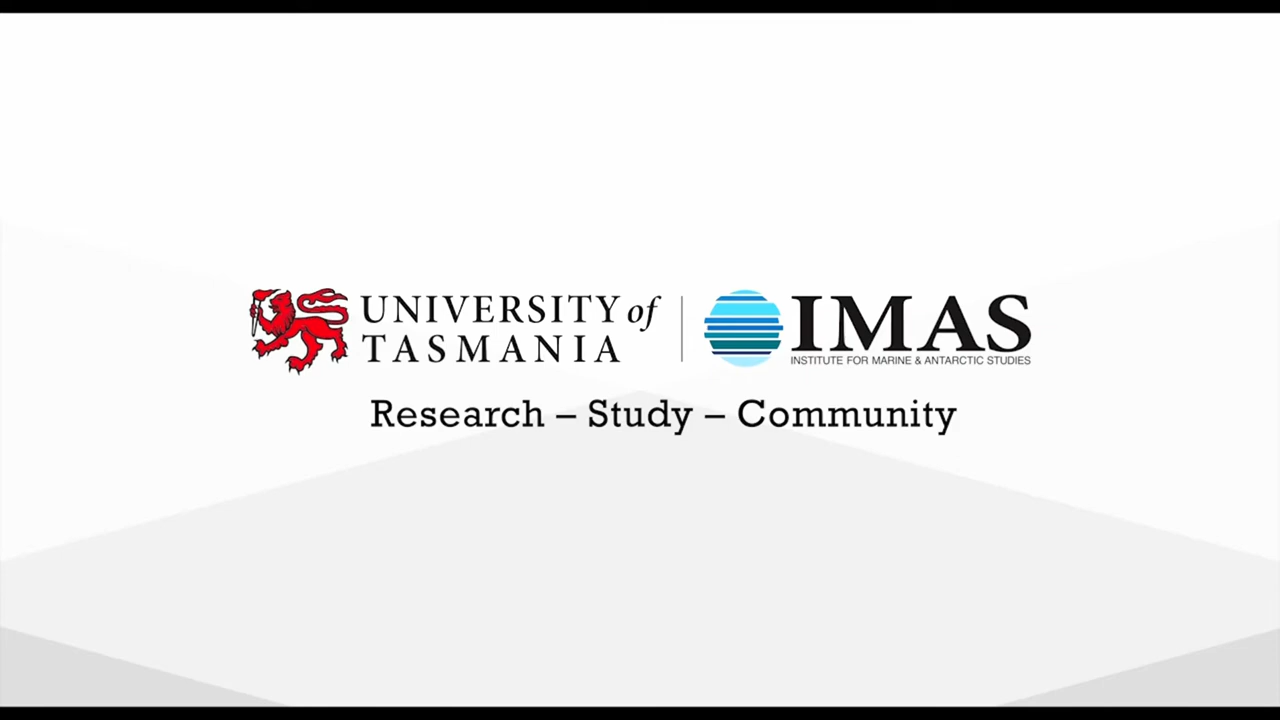 UNIVERSITY of
TASMANIA
IMAS
INSTITUTE FOR MARINE & ANTARCTIC STUDIES
Research – Study – Community